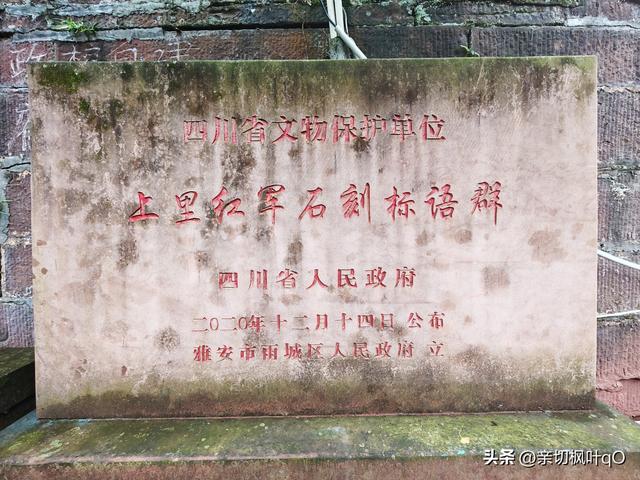 四川省文物保护单位
上里红军石刻标语群
四川省人民政府
二〇二〇年十二月十四日公布
雅安市雨城区人民政府 立
头条 @亲切枫叶qO